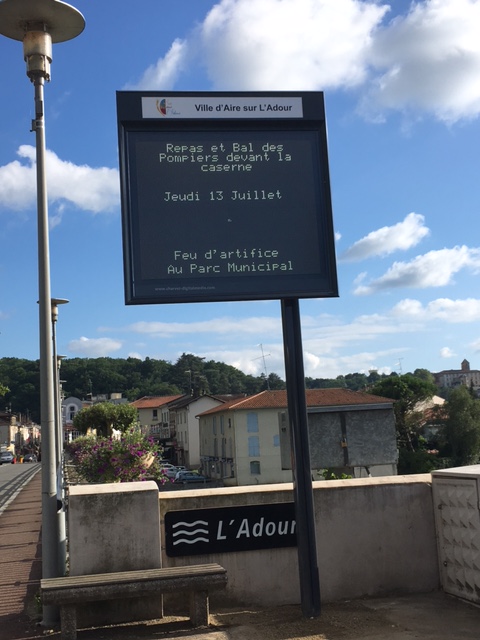 Ville d'Aire sur L'Adour
Repas et Bal des
Pompiers devant la
caserne
Jeudi 13 Juillet
Feu d'artifice
Au Parc Municipal
L'Adour